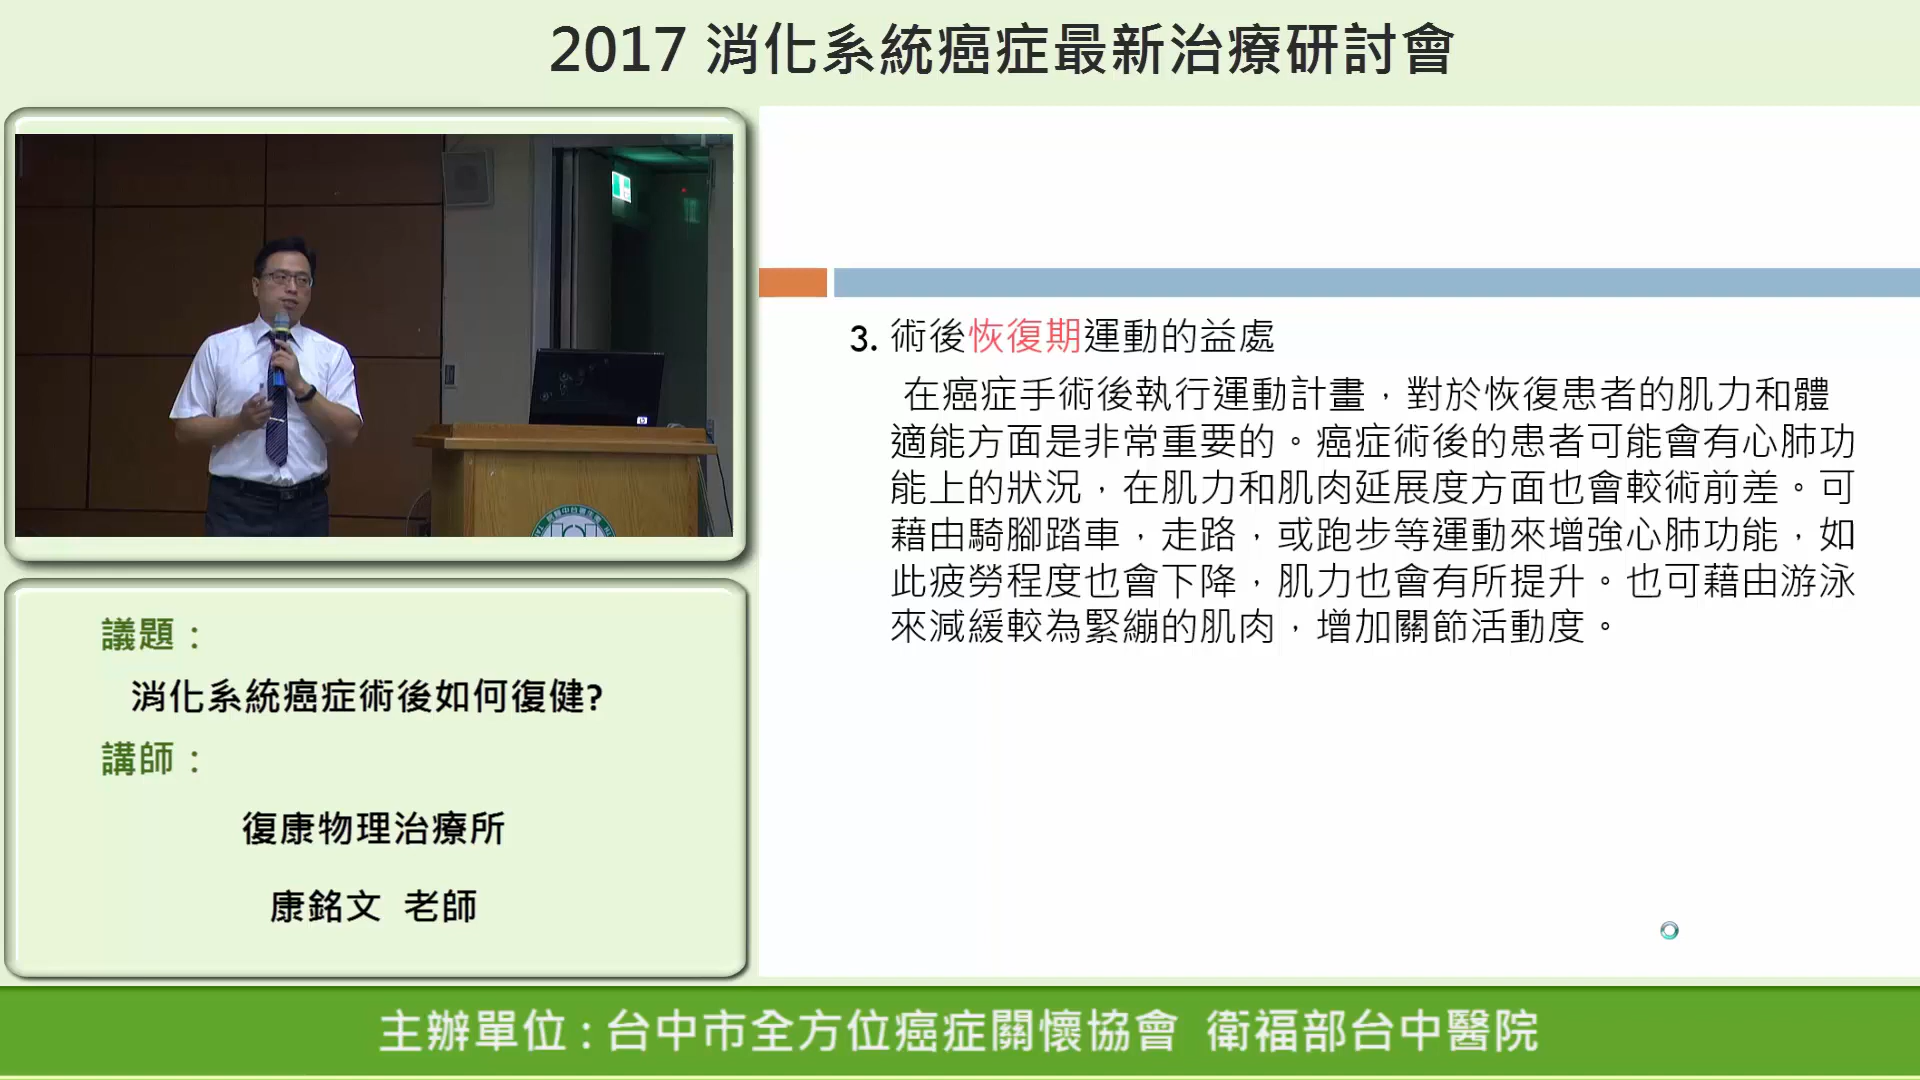 2017 消化系統癌症最新治療研討會
議題：
消化系統癌症術後如何復健?
講師：
復康物理治療所
康銘文 老師
3. 術後恢復期運動的益處
在癌症手術後執行運動計畫，對於恢復患者的肌力和體
適能方面是非常重要的。癌症術後的患者可能會有心肺功
能上的狀況，在肌力和肌肉延展度方面也會較術前差。可
藉由騎腳踏車，走路，或跑步等運動來增強心肺功能，如
此疲勞程度也會下降，肌力也會有所提升。也可藉由游泳
來減緩較為緊繃的肌肉，增加關節活動度。
主辦單位：台中市全方位癌症關懷協會 衛福部台中醫院